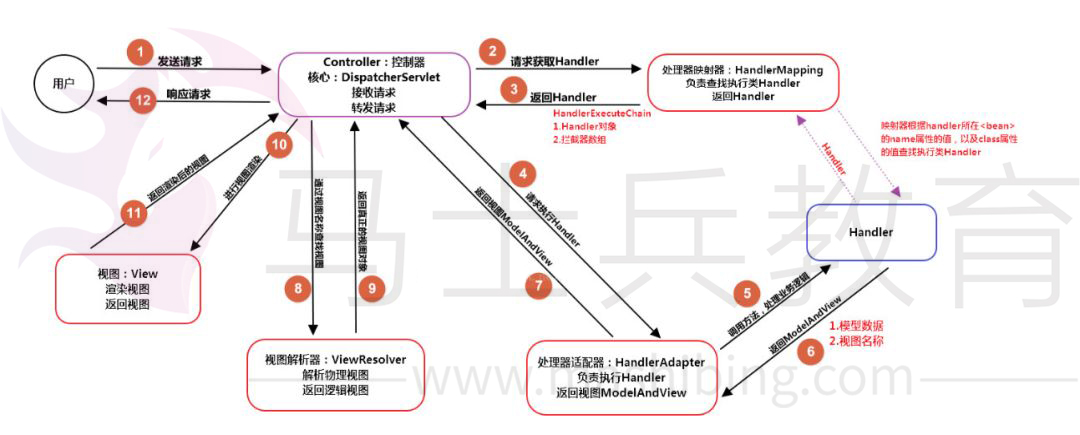 1
发送请求
用户
12
响应请求
Controller：控制器
核心：DispatcherServlet
接收请求
转发请求
2
请求获取Handler
3
返回Handler
HandlerExecuteChain
1.Handler对象
2.拦截器数组
处理器映射器：HandlerMapping
负责查找执行类Handler
返回Handler
映射器根据handler所在<bean>
的name属性的值，以及class属性
的值查找执行类Handler
Handler
Handler
4
请求执行Handler
5
调用方法，处理业务逻辑
6
返回ModelAndView
1.模型数据
2.视图名称
处理器适配器：HandlerAdapter
负责执行Handler
返回视图ModelAndView
7
返回视图ModelAndView
8
通过视图名称查找视图
9
返回真正的视图对象
视图解析器：ViewResolver
解析物理视图
返回逻辑视图
10
进行视图渲染
11
返回渲染后的视图
视图：View
渲染视图
返回视图
马士兵教育